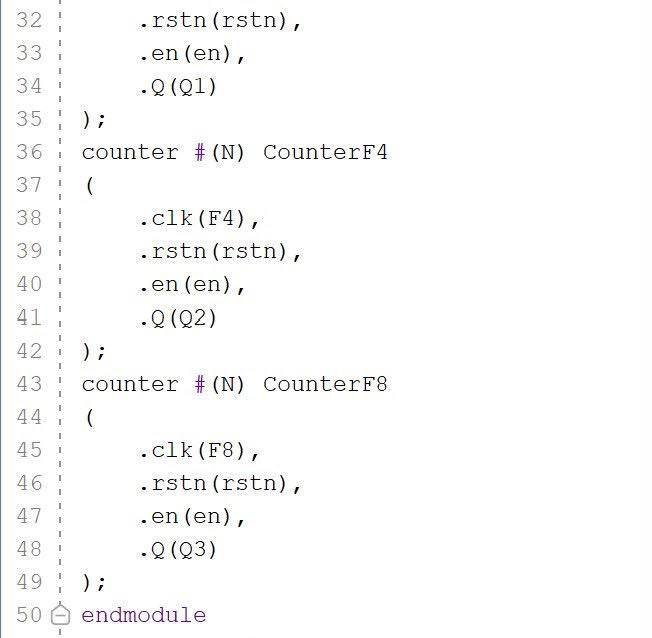 32 .rstn(rstn),
33 .en(en),
34 .Q(Q1)
35 );
36 counter #(N) CounterF4
37 (
38 .clk(F4),
39 .rstn(rstn),
40 .en(en),
41 .Q(Q2)
42 );
43 counter #(N) CounterF8
44 (
45 .clk(F8),
46 .rstn(rstn),
47 .en(en),
48 .Q(Q3)
49 );
50 endmodule